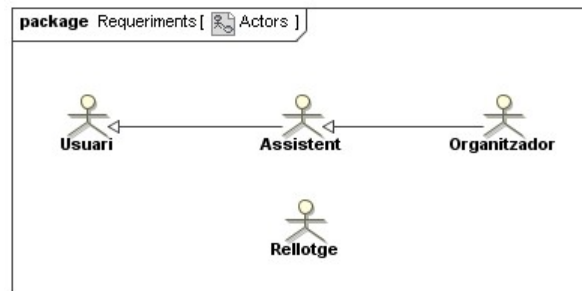 package Requeriments [ Actors ]
Usuari
Assistent
Organitzador
Rellotge